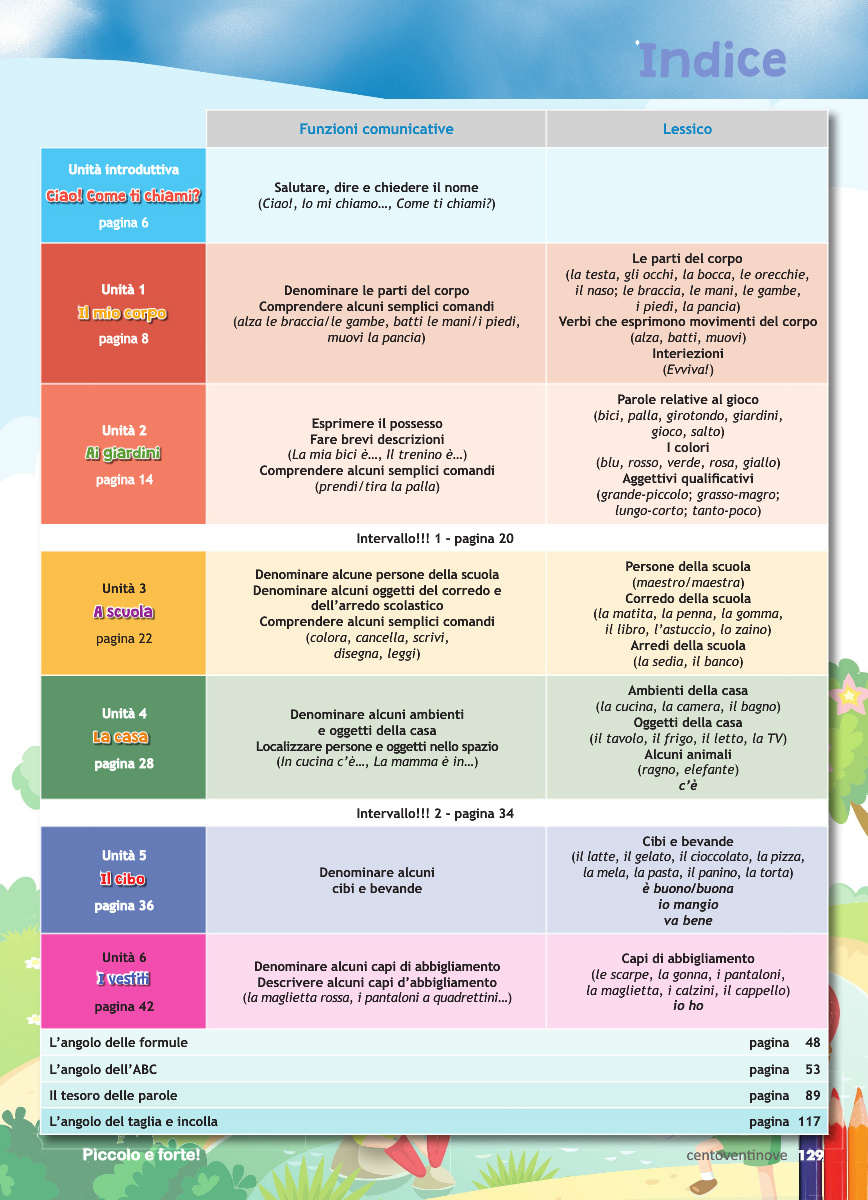 Indice
Funzioni comunicative
Lessico
Unità introduttiva
Ciao! Come ti chiami?
pagina 6
Salutare, dire e chiedere il nome
(Ciao!, Io mi chiamo…, Come ti chiami?)
Unità 1
Il mio corpo
pagina 8
Denominare le parti del corpo
Comprendere alcuni semplici comandi
(alza le braccia/le gambe, batti le mani/i piedi,
muovi la pancia)
Le parti del corpo
(la testa, gli occhi, la bocca, le orecchie,
il naso; le braccia, le mani, le gambe,
i piedi, la pancia)
Verbi che esprimono movimenti del corpo
(alza, batti, muovi)
Interiezioni
(Evviva!)
Unità 2
Ai giardini
pagina 14
Esprimere il possesso
Fare brevi descrizioni
(La mia bici è…, Il trenino è…)
Comprendere alcuni semplici comandi
(prendi/tira la palla)
Parole relative al gioco
(bici, palla, girotondo, giardini,
gioco, salto)
I colori
(blu, rosso, verde, rosa, giallo)
Aggettivi qualificativi
(grande-piccolo; grasso-magro;
lungo-corto; tanto-poco)
Intervallo!!! 1 - pagina 20
Unità 3
A scuola
pagina 22
Denominare alcune persone della scuola
Denominare alcuni oggetti del corredo e
dell’arredo scolastico
Comprendere alcuni semplici comandi
(colora, cancella, scrivi,
disegna, leggi)
Persone della scuola
(maestro/maestra)
Corredo della scuola
(la matita, la penna, la gomma,
il libro, l’astuccio, lo zaino)
Arredi della scuola
(la sedia, il banco)
Unità 4
La casa
pagina 28
Denominare alcuni ambienti
e oggetti della casa
Localizzare persone e oggetti nello spazio
(In cucina c’è…, La mamma è in…)
Ambienti della casa
(la cucina, la camera, il bagno)
Oggetti della casa
(il tavolo, il frigo, il letto, la TV)
Alcuni animali
(ragno, elefante)
c’è
Intervallo!!! 2 - pagina 34
Unità 5
Il cibo
pagina 36
Denominare alcuni
cibi e bevande
Cibi e bevande
(il latte, il gelato, il cioccolato, la pizza,
la mela, la pasta, il panino, la torta)
è buono/buona
io mangio
va bene
Unità 6
I vestiti
pagina 42
Denominare alcuni capi di abbigliamento
Descrivere alcuni capi d’abbigliamento
(la maglietta rossa, i pantaloni a quadrettini…)
Capi di abbigliamento
(le scarpe, la gonna, i pantaloni,
la maglietta, i calzini, il cappello)
io ho
L’angolo delle formule pagina 48
L’angolo dell’ABC pagina 53
Il tesoro delle parole pagina 89
L’angolo del taglia e incolla pagina 117
Piccolo e forte!
centoventinove 129